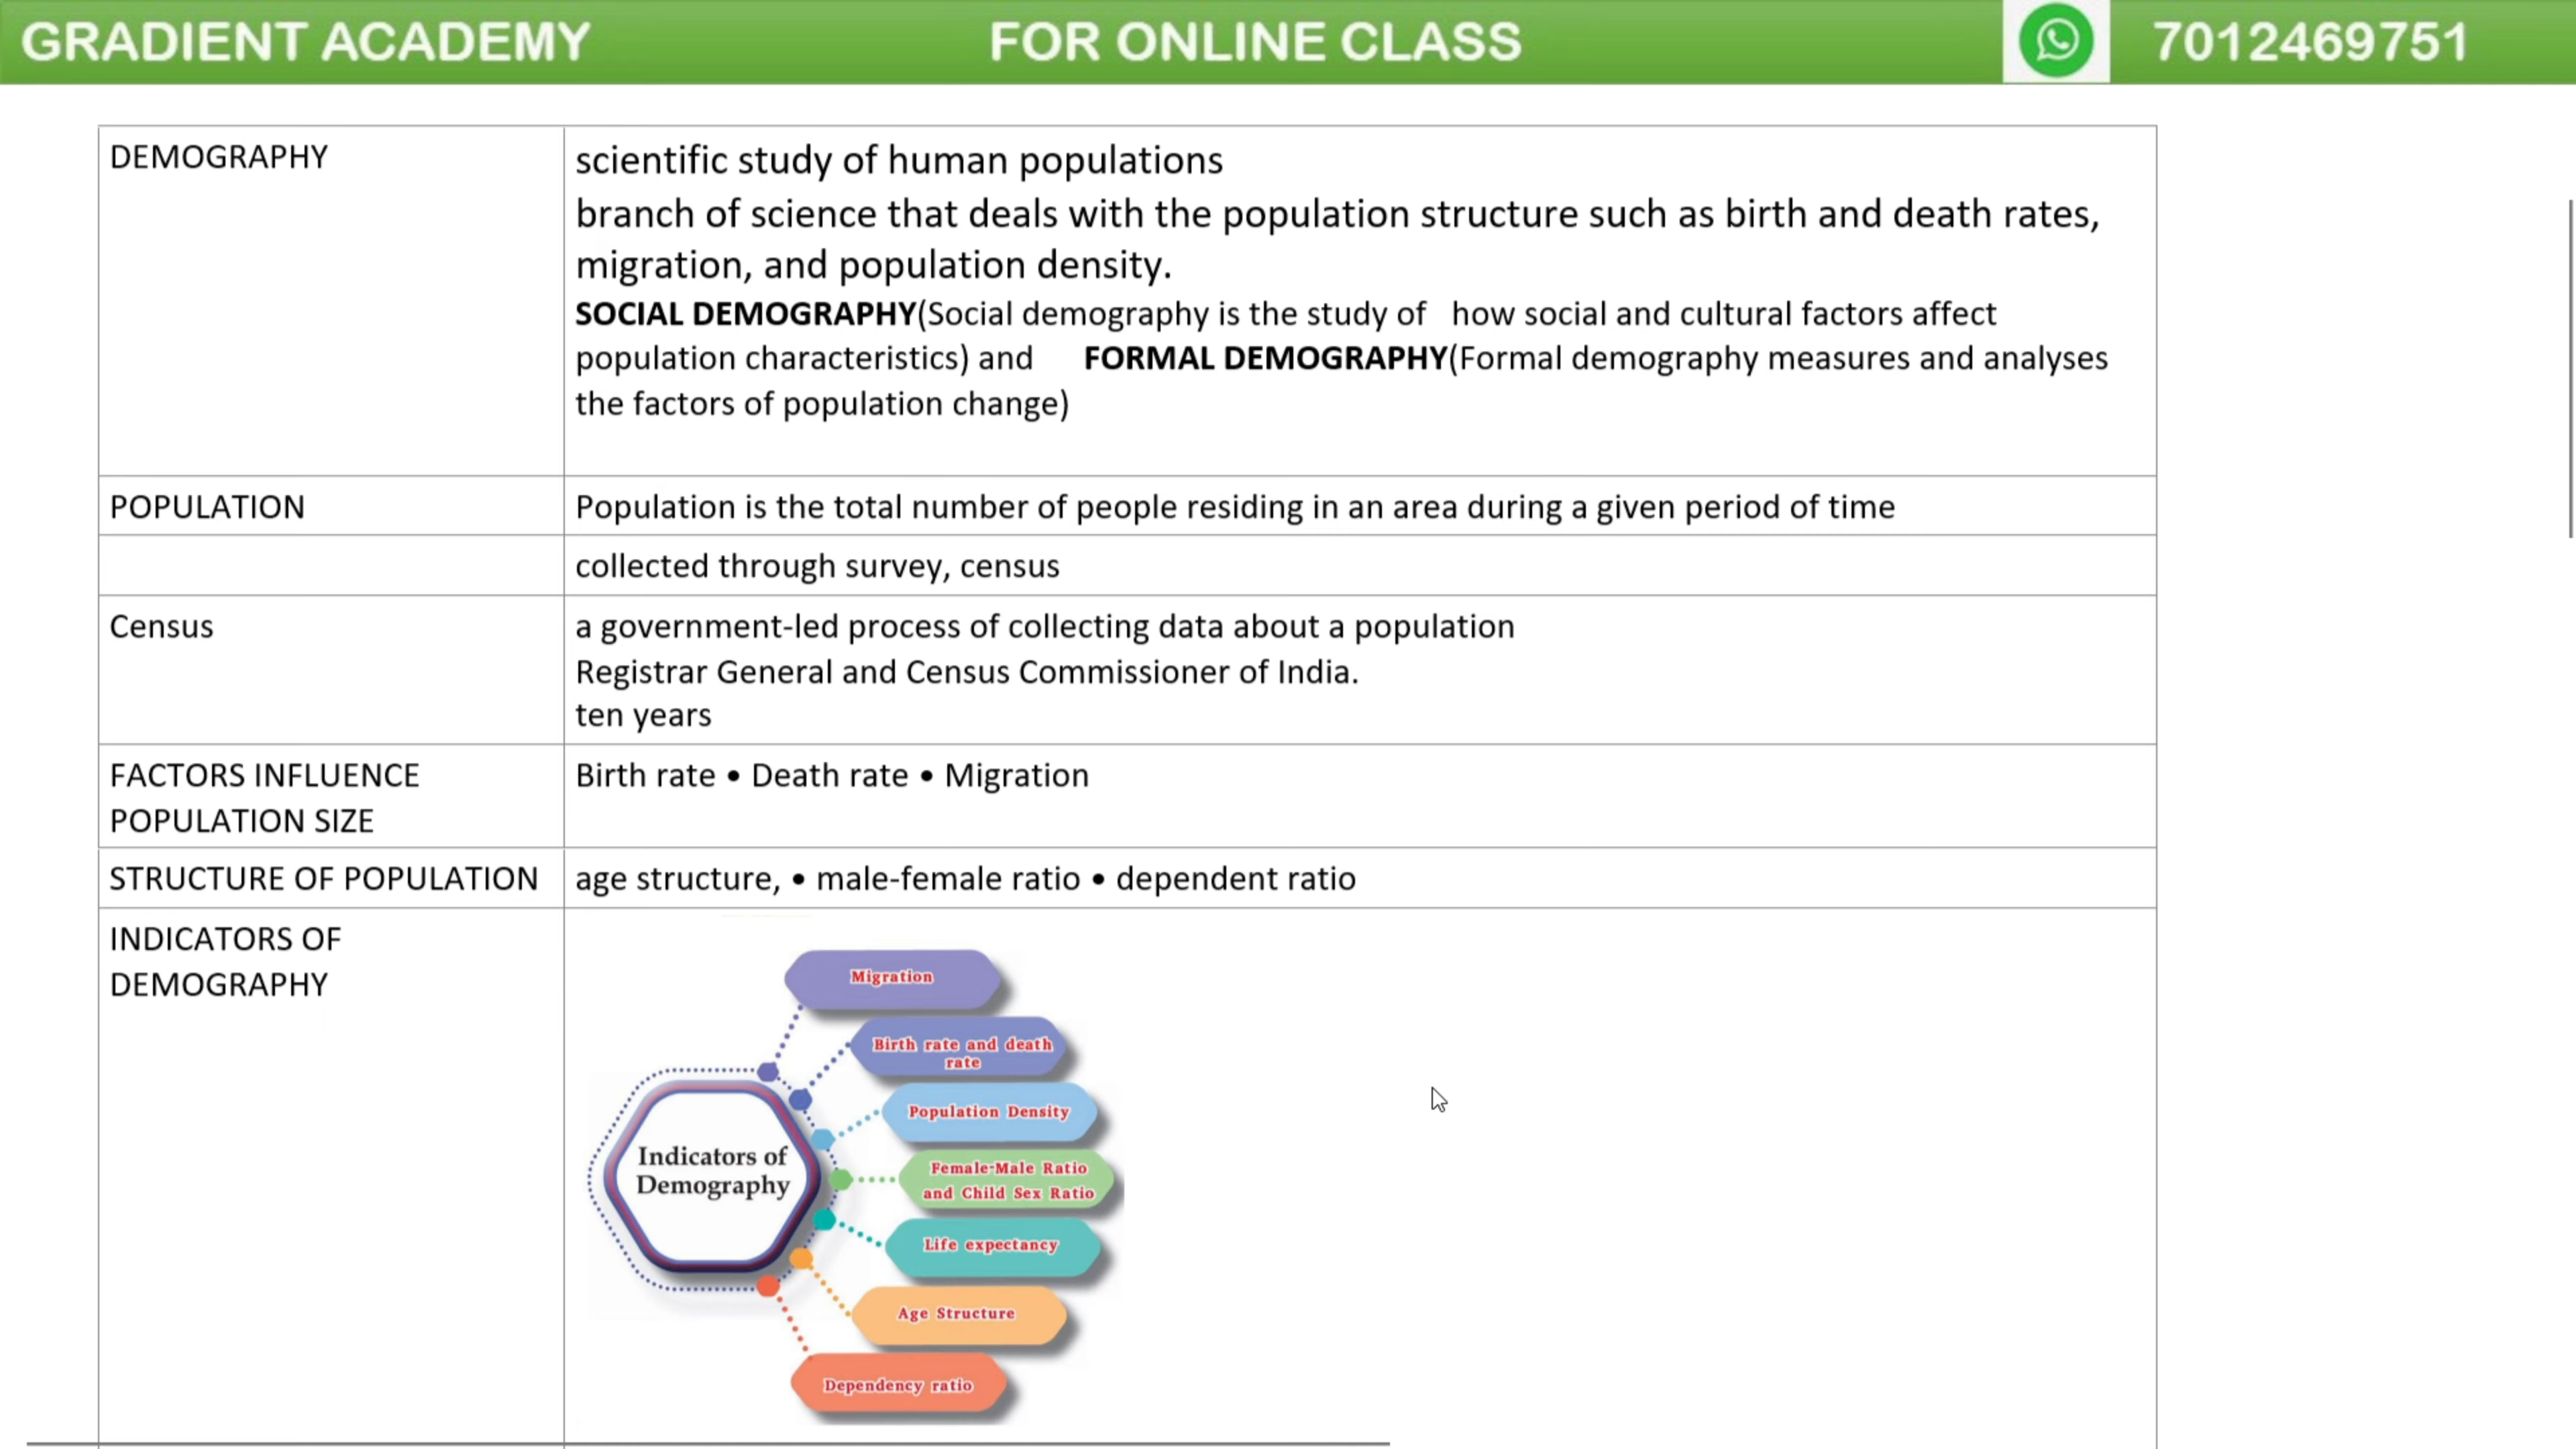 GRADIENT ACADEMY FOR ONLINE CLASS 7012469751
DEMOGRAPHY
scientific study of human populations
branch of science that deals with the population structure such as birth and death rates,
migration, and population density.
SOCIAL DEMOGRAPHY(Social demography is the study of how social and cultural factors affect
population characteristics) and FORMAL DEMOGRAPHY(Formal demography measures and analyses
the factors of population change)
POPULATION
Population is the total number of people residing in an area during a given period of time
collected through survey, census
Census
a government-led process of collecting data about a population
Registrar General and Census Commissioner of India.
ten years
FACTORS INFLUENCE
POPULATION SIZE
Birth rate • Death rate • Migration
STRUCTURE OF POPULATION
age structure, • male-female ratio • dependent ratio
INDICATORS OF
DEMOGRAPHY
Indicators of
Demography
Migration
Birth rate and death
rate
Population Density
Female-Male Ratio
and Child Sex Ratio
Life expectancy
Age Structure
Dependency ratio